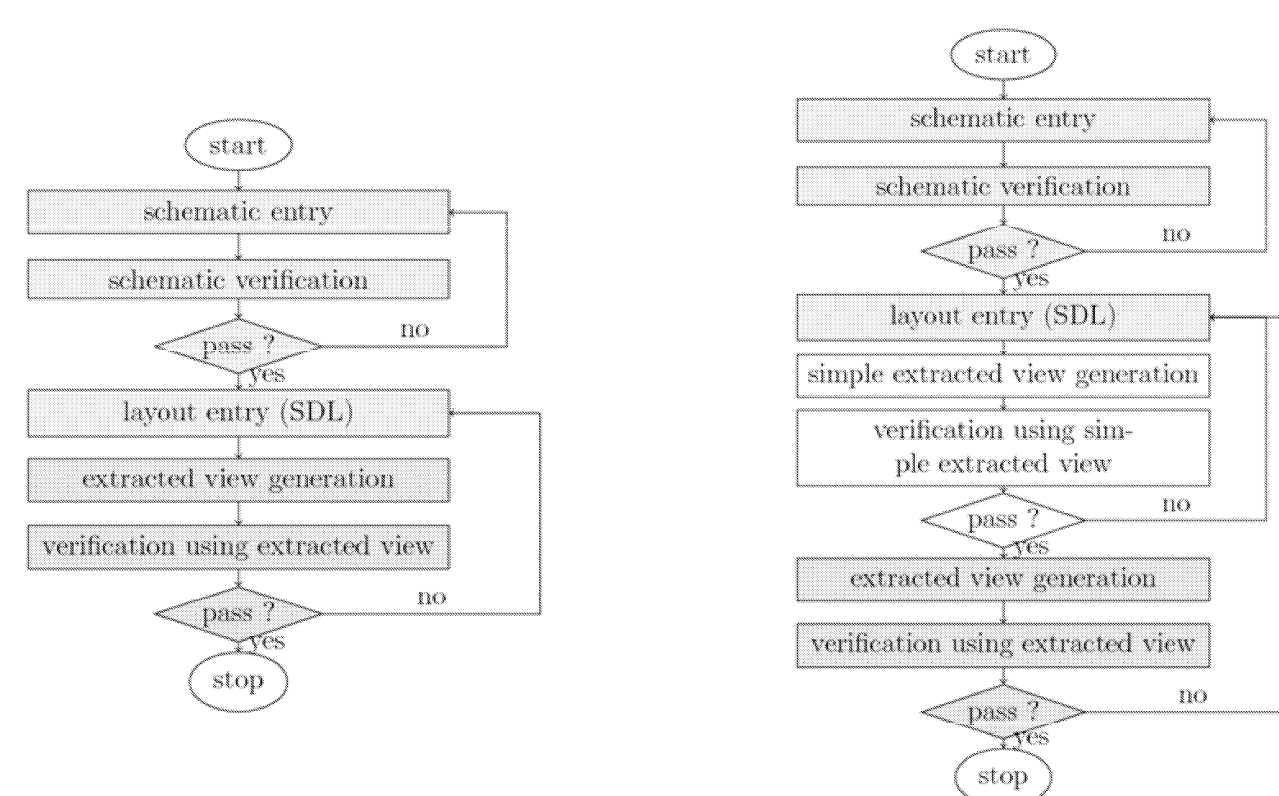 start
schematic entry
schematic verification
pass ?
no
yes
layout entry (SDL)
extracted view generation
verification using extracted view
pass ?
no
yes
stop
start
schematic entry
schematic verification
pass ?
no
yes
layout entry (SDL)
simple extracted view generation
verification using sim-
ple extracted view
pass ?
no
yes
extracted view generation
verification using extracted view
pass ?
no
yes
stop